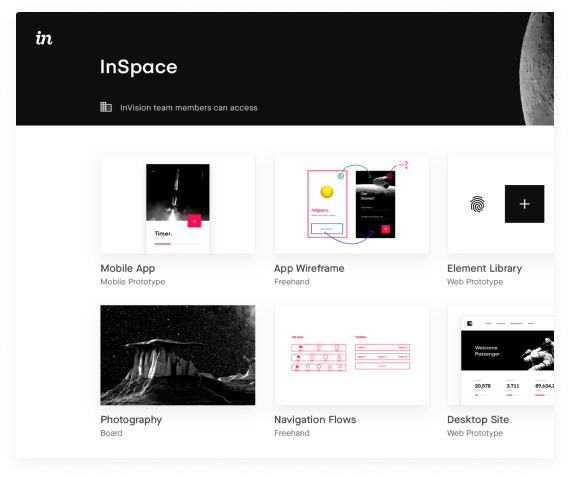 in
InSpace
InVision team members can access
Timer.
InSpace.
Our
Started.
--?
Mobile App
Mobile Prototype
App Wireframe
Freehand
Element Library
Web Prototype
Welcome
Passenger.
20,578
3.711
89,634,2
Photography
Board
Navigation Flows
Freehand
Desktop Site
Web Prototype